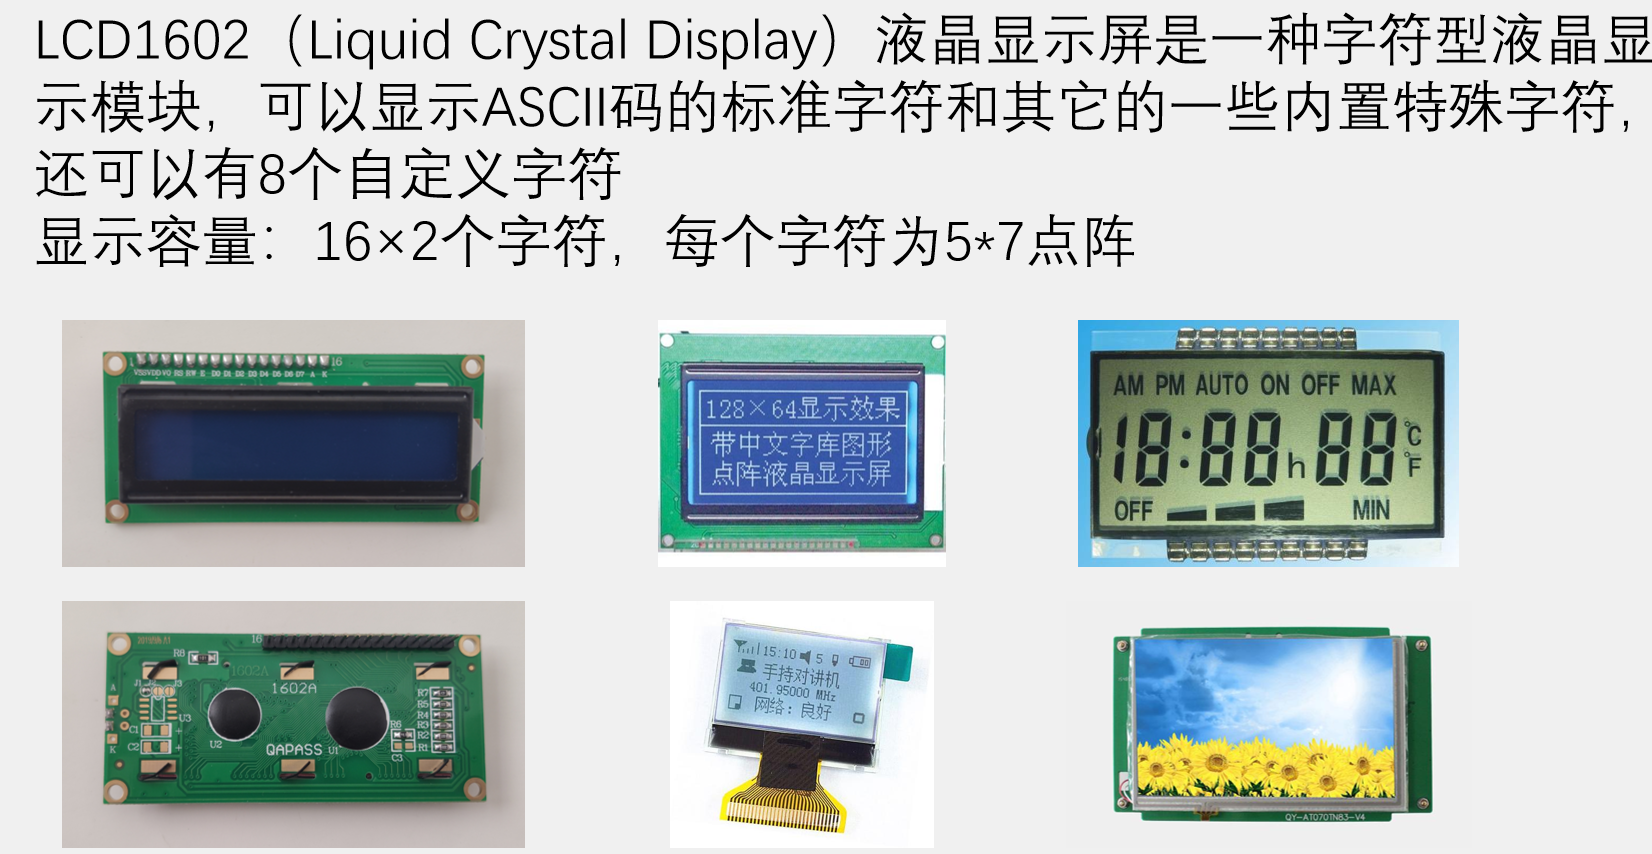 LCD1602（Liquid Crystal Display）液晶显示屏是一种字符型液晶显
示模块，可以显示ASCII码的标准字符和其它的一些内置特殊字符，
还可以有8个自定义字符
显示容量：16×2个字符，每个字符为5*7点阵
16
VSS VDD VO RS RW E D0 D1 D2 D3 D4 D5 D6 D7 A K
128×64显示效果
带中文字库图形
点阵液晶显示屏
AM PM AUTO ON OFF MAX
18:88h88 °C °F
OFF MIN
16
R8
1602A
1602A
J1
J3
A
U3
C1
C2
K
U2
QAPASS U1
R7
R5
R4
R3
R2
R1
R6
C3
15:10 5
手持对讲机
401.95000 MHz
网络：良好
QY-AT070TN83-V4